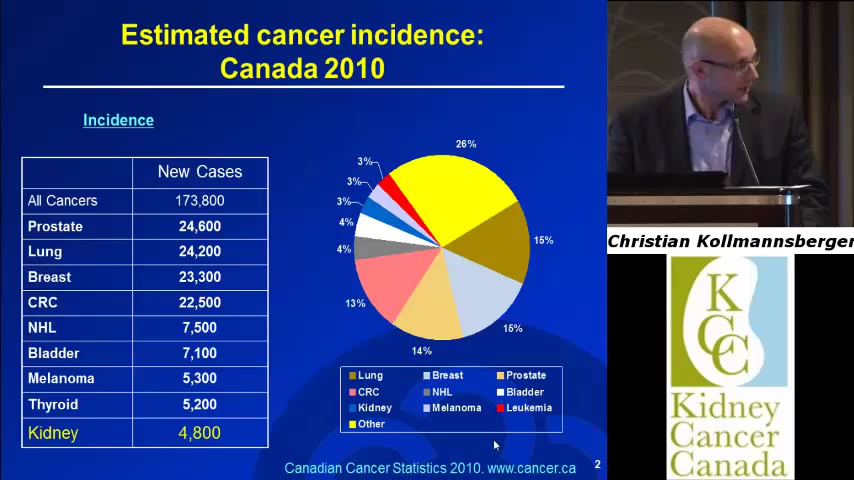 Estimated cancer incidence:
Canada 2010
Incidence
New Cases
All Cancers 173,800
Prostate 24,600
Lung 24,200
Breast 23,300
CRC 22,500
NHL 7,500
Bladder 7,100
Melanoma 5,300
Thyroid 5,200
Kidney 4,800
26%
15%
15%
14%
13%
4%
4%
3%
3%
3%
Lung Breast Prostate
CRC NHL Bladder
Kidney Melanoma Leukemia
Other
Canadian Cancer Statistics 2010. www.cancer.ca
2
Christian Kollmannsberger
K
C
C
Kidney
Cancer
Canada